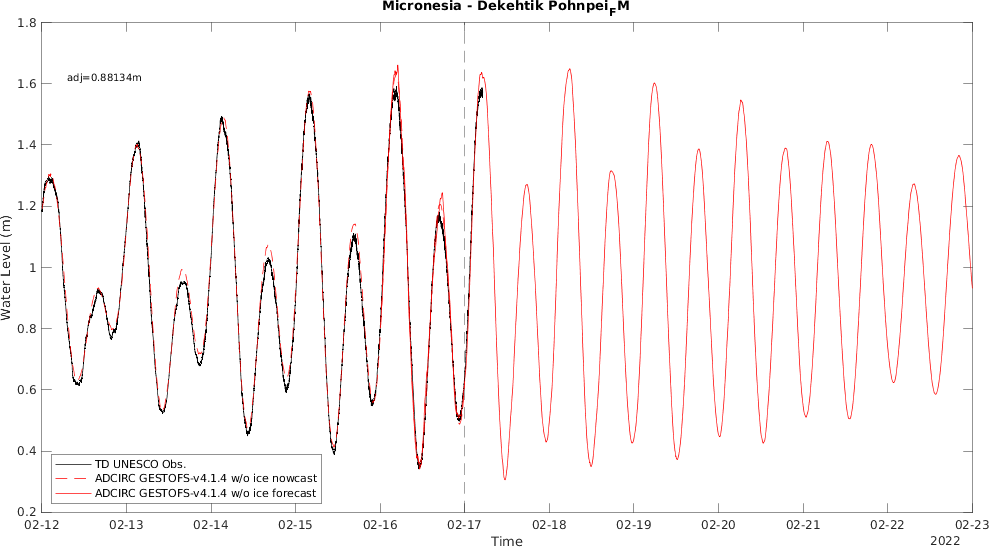 Micronesia - Dekehtik Pohnpei_FM
adj=0.88134m
Water Level (m)
1.8
1.6
1.4
1.2
1
0.8
0.6
0.4
0.2
TD UNESCO Obs.
ADCIRC GESTOFS-v4.1.4 w/o ice nowcast
ADCIRC GESTOFS-v4.1.4 w/o ice forecast
02-12 02-13 02-14 02-15 02-16 02-17 02-18 02-19 02-20 02-21 02-22 02-23
Time
2022